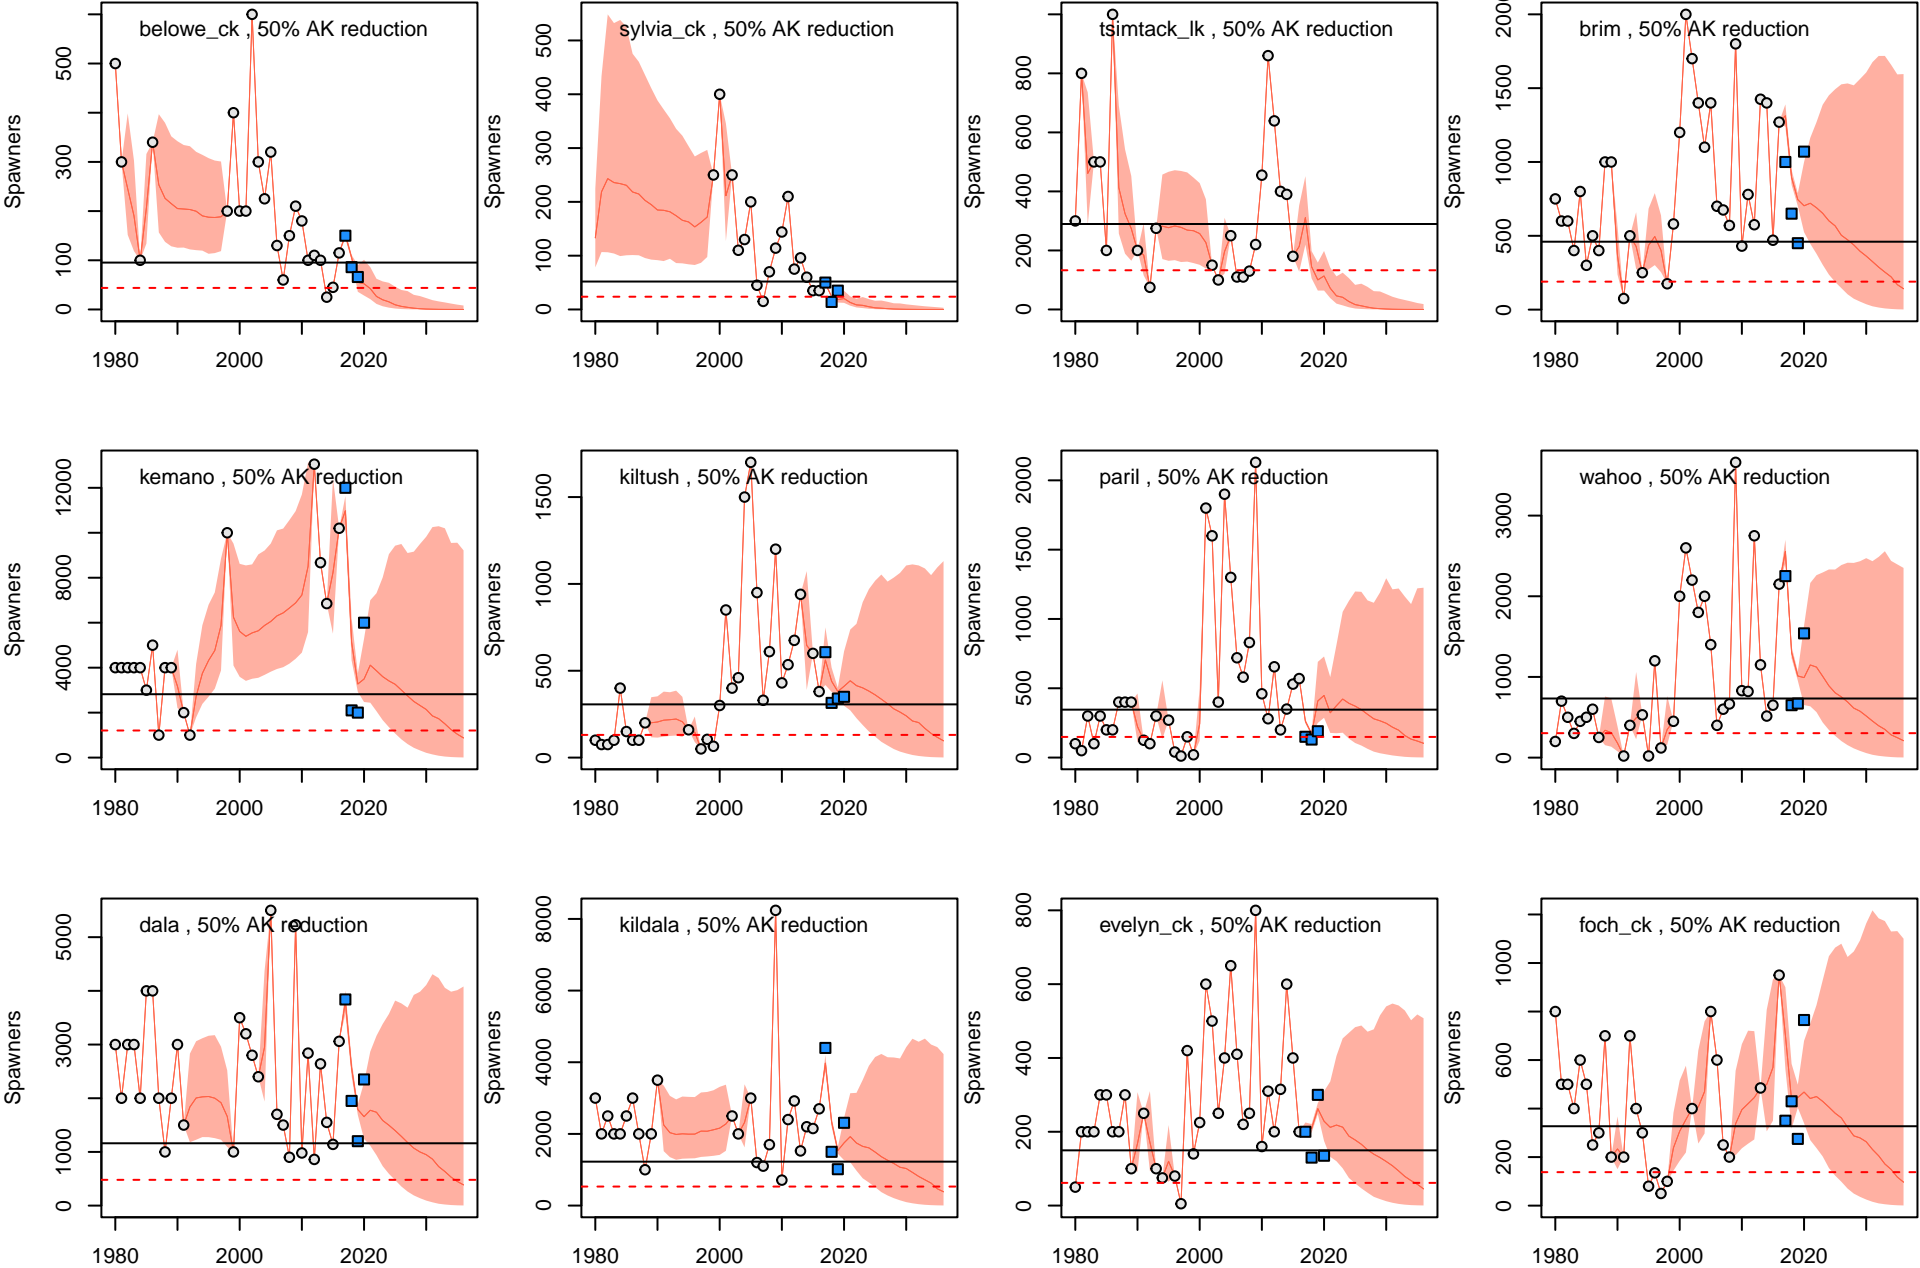 belowe_ck , 50% AK reduction
Spawners
0 100 300 500
1980 2000 2020
sylvia_ck , 50% AK reduction
Spawners
0 100 200 300 400 500
1980 2000 2020
tsimtack_lk , 50% AK reduction
Spawners
0 200 400 600 800
1980 2000 2020
brim , 50% AK reduction
Spawners
0 500 1000 1500 2000
1980 2000 2020
kemano , 50% AK reduction
Spawners
0 4000 8000 12000
1980 2000 2020
kiltush , 50% AK reduction
Spawners
0 500 1000 1500
1980 2000 2020
paril , 50% AK reduction
Spawners
0 500 1000 1500 2000
1980 2000 2020
wahoo , 50% AK reduction
Spawners
0 1000 2000 3000
1980 2000 2020
dala , 50% AK reduction
Spawners
0 1000 3000 5000
1980 2000 2020
kildala , 50% AK reduction
Spawners
0 2000 4000 6000 8000
1980 2000 2020
evelyn_ck , 50% AK reduction
Spawners
0 200 400 600 800
1980 2000 2020
foch_ck , 50% AK reduction
Spawners
0 200 600 1000
1980 2000 2020